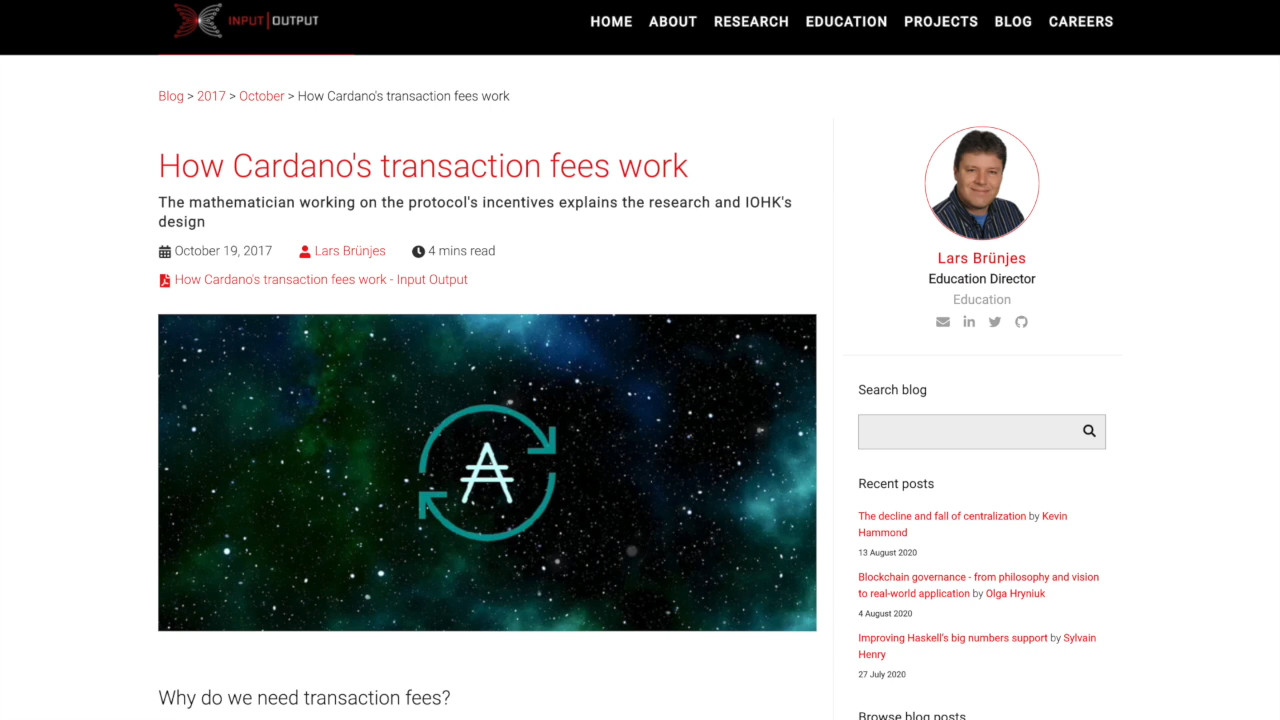 INPUT | OUTPUT
HOME ABOUT RESEARCH EDUCATION PROJECTS BLOG CAREERS
Blog > 2017 > October > How Cardano's transaction fees work
How Cardano's transaction fees work
The mathematician working on the protocol's incentives explains the research and IOHK's
design
October 19, 2017 Lars Brünjes 4 mins read
How Cardano's transaction fees work - Input Output
Why do we need transaction fees?
Lars Brünjes
Education Director
Education
Search blog
Recent posts
The decline and fall of centralization by Kevin
Hammond
13 August 2020
Blockchain governance - from philosophy and vision
to real-world application by Olga Hryniuk
4 August 2020
Improving Haskell's big numbers support by Sylvain
Henry
27 July 2020
Browse blog posts